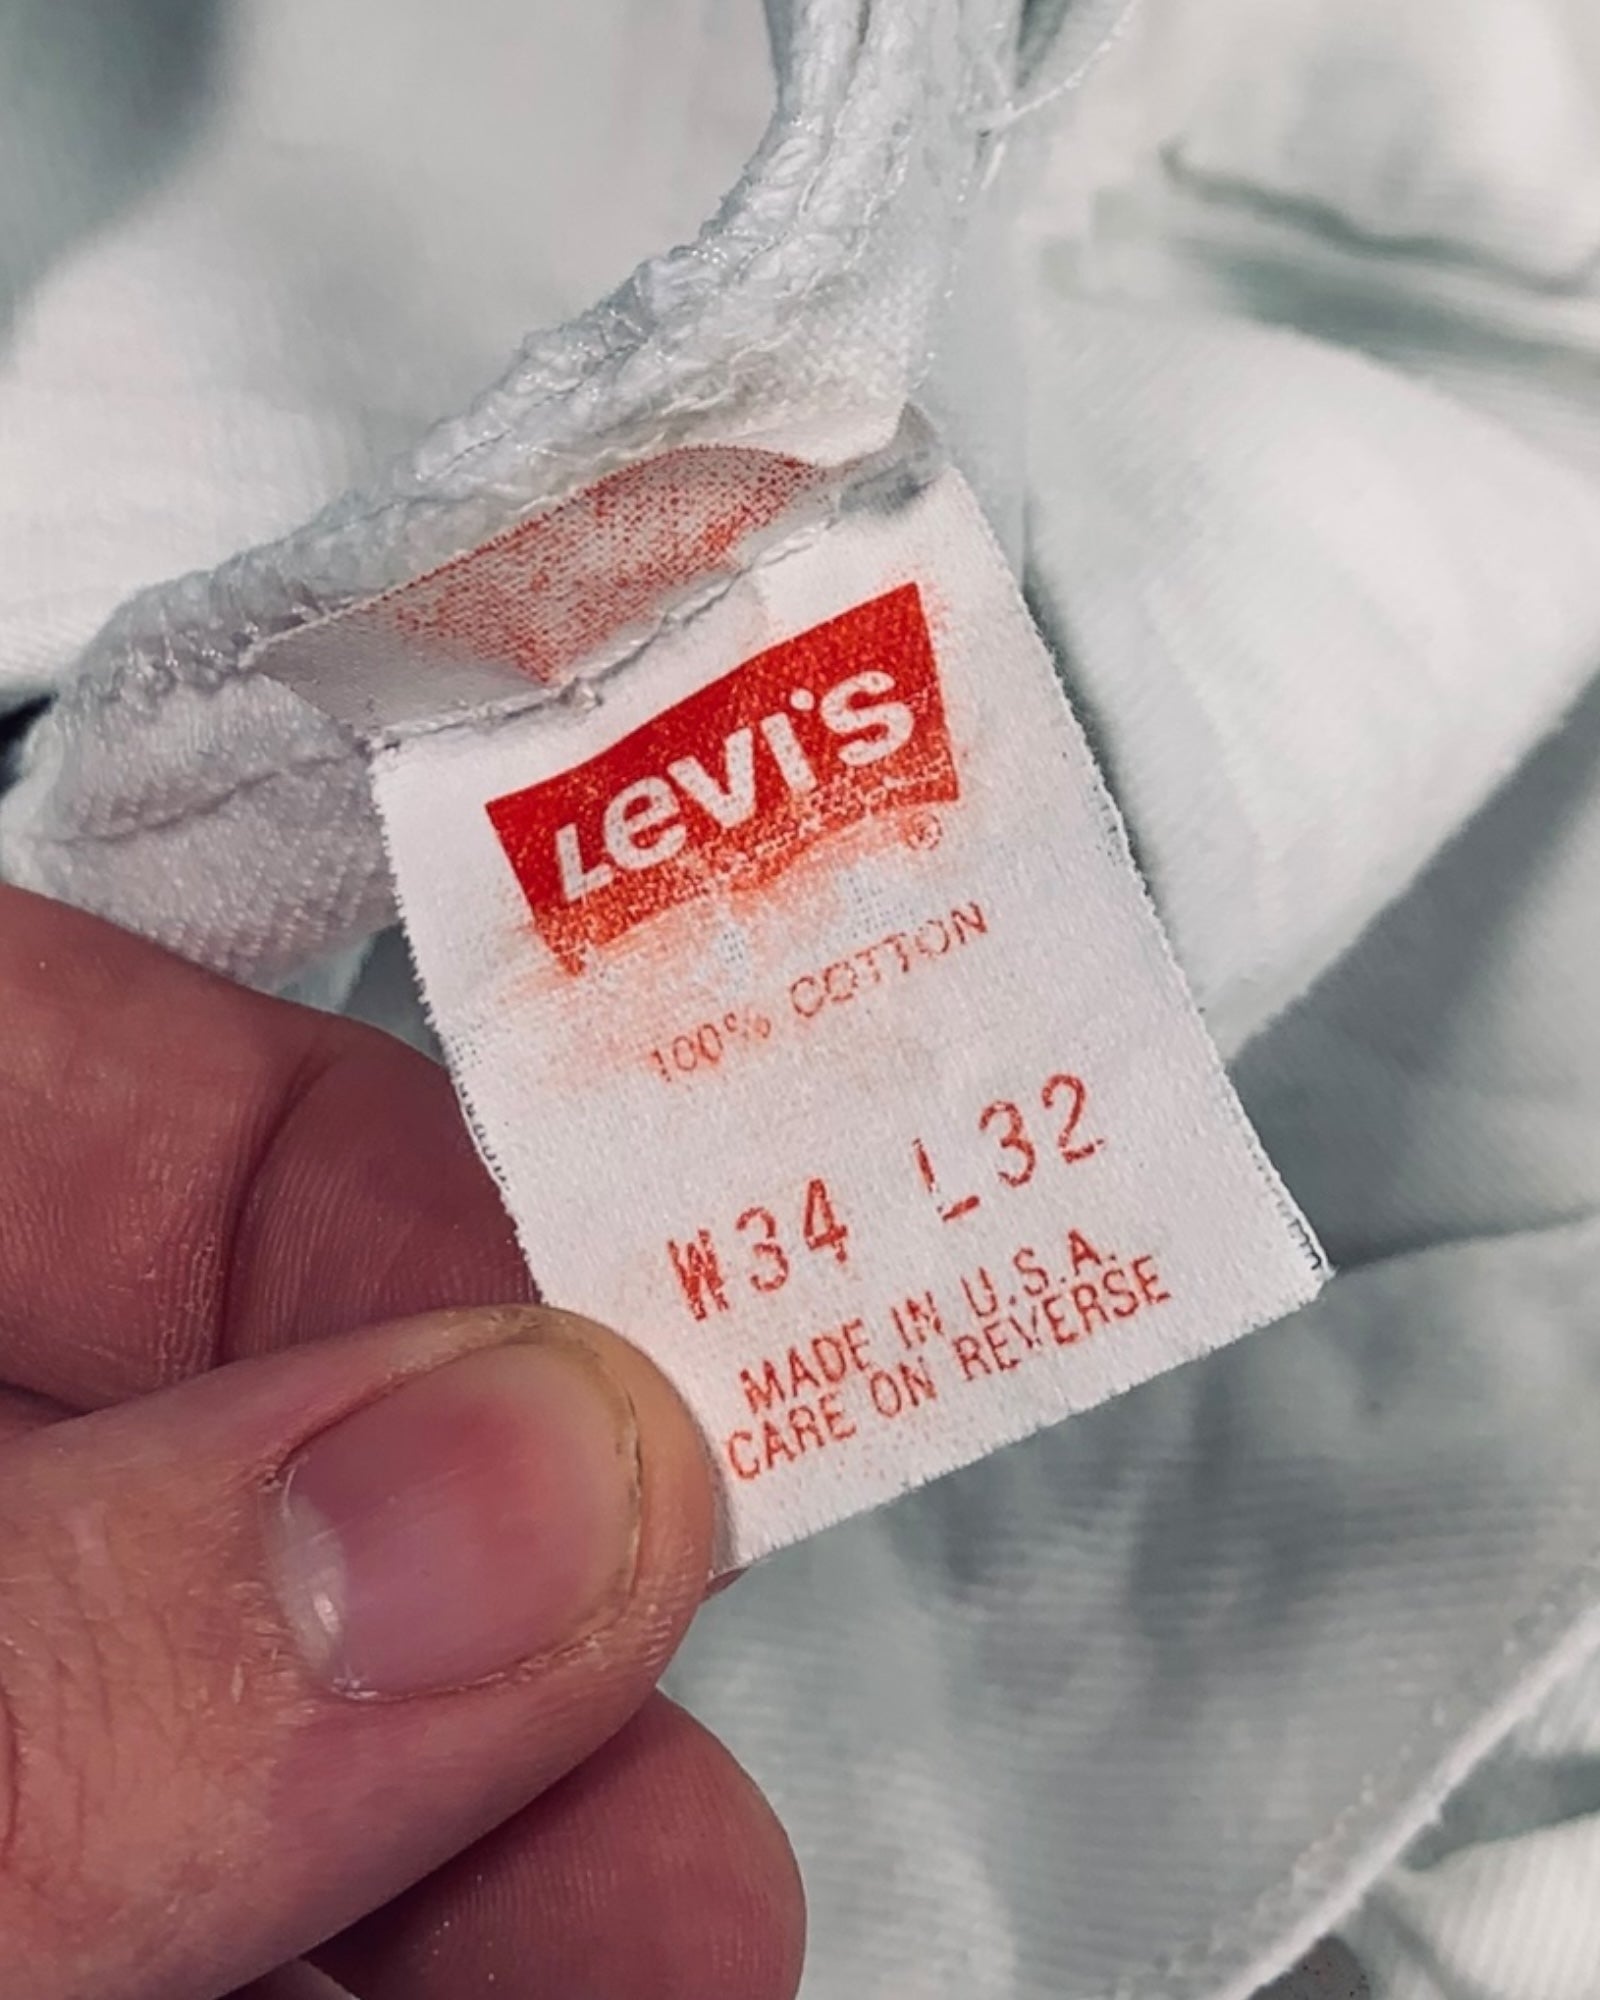 Levi's ®
100% COTTON
W34 L32
MADE IN U.S.A.
CARE ON REVERSE